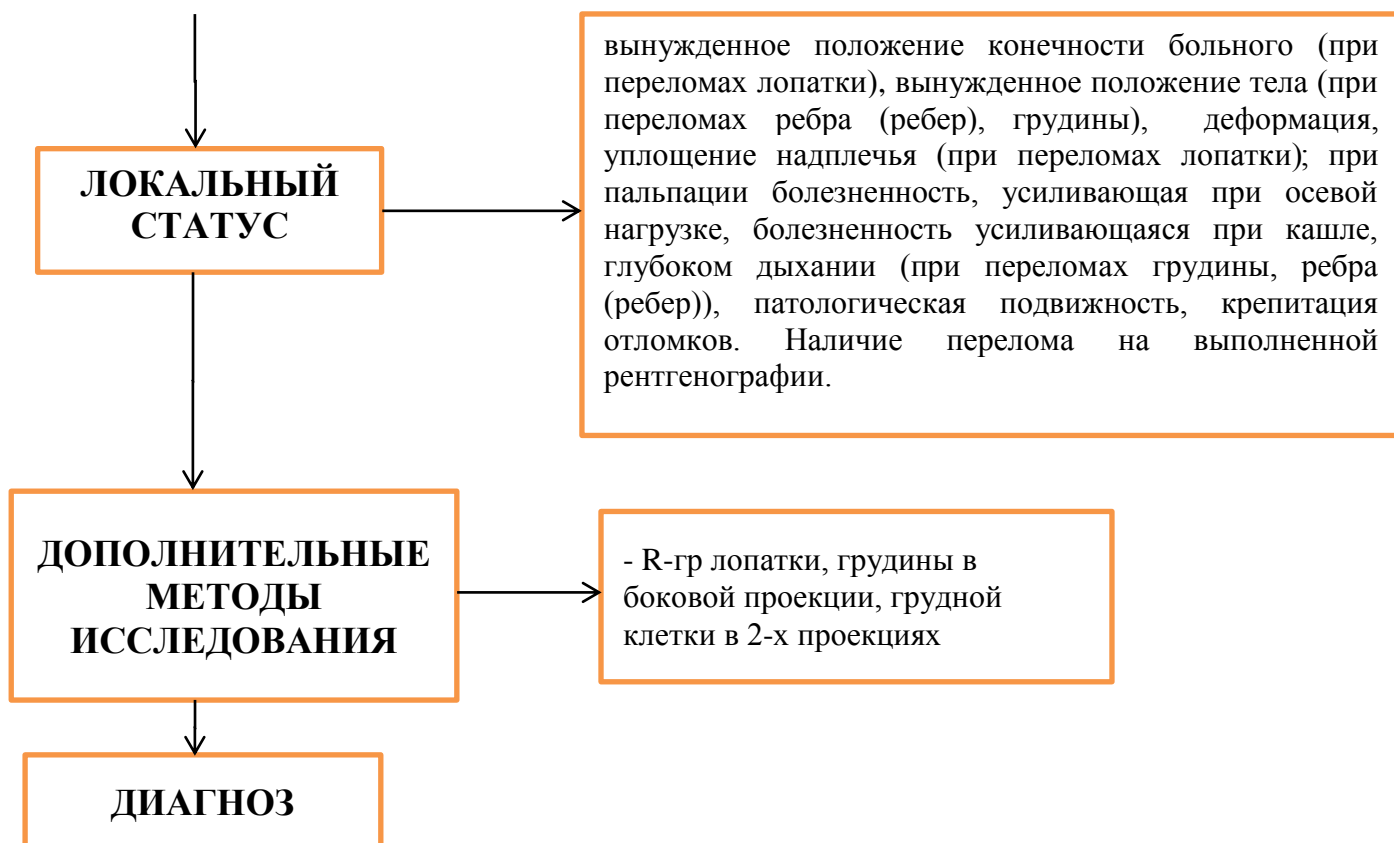 вынужденное положение конечности больного (при
переломах лопатки), вынужденное положение тела (при
переломах ребра (ребер), грудины), деформация,
уплощение надплечья (при переломах лопатки); при
пальпации болезненность, усиливающая при осевой
нагрузке, болезненность усиливающаяся при кашле,
глубоком дыхании (при переломах грудины, ребра
(ребер)), патологическая подвижность, крепитация
отломков. Наличие перелома на выполненной
рентгенографии.
ЛОКАЛЬНЫЙ
СТАТУС
ДОПОЛНИТЕЛЬНЫЕ
МЕТОДЫ
ИССЛЕДОВАНИЯ
- R-гр лопатки, грудины в
боковой проекции, грудной
клетки в 2-х проекциях
ДИАГНОЗ